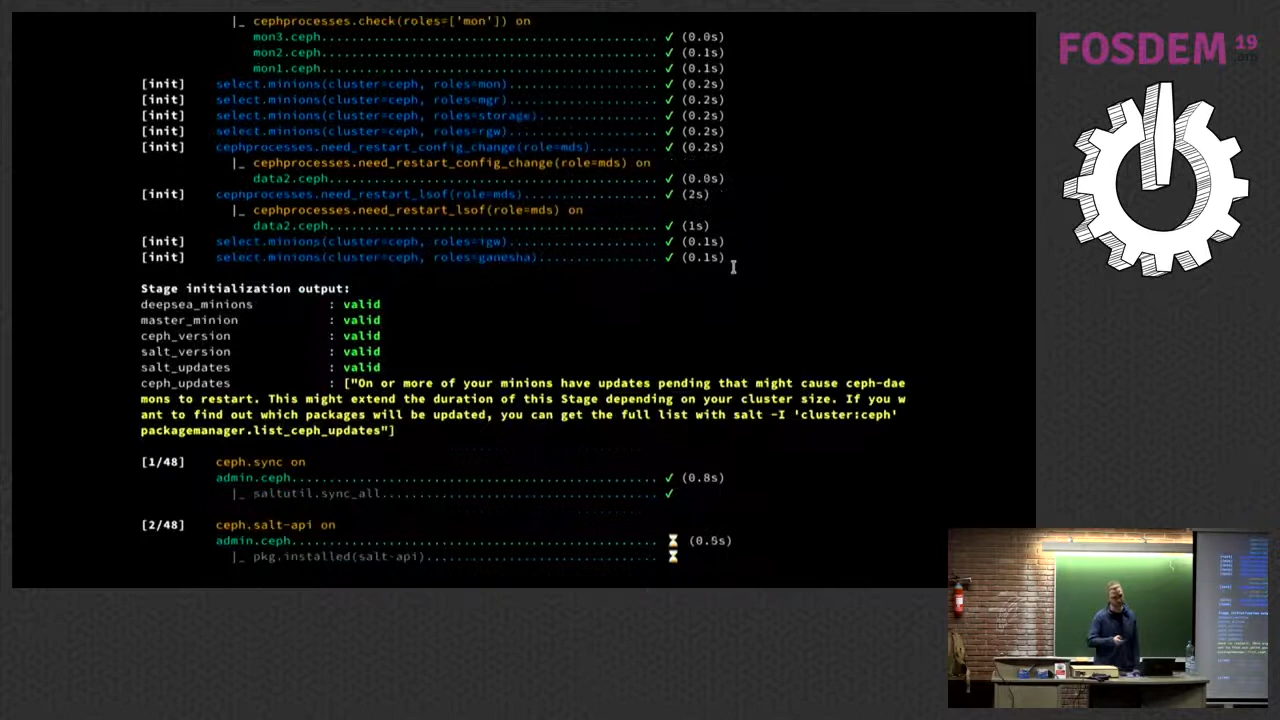 |_ cephprocesses.check(roles=['mon']) on
mon3.ceph..................................................... ✓ (0.0s)
mon2.ceph..................................................... ✓ (0.1s)
mon1.ceph..................................................... ✓ (0.1s)
[init] select.minions(cluster=ceph, roles=mon)........................ ✓ (0.2s)
[init] select.minions(cluster=ceph, roles=mgr)........................ ✓ (0.2s)
[init] select.minions(cluster=ceph, roles=storage).................... ✓ (0.2s)
[init] select.minions(cluster=ceph, roles=rgw)........................ ✓ (0.2s)
[init] cephprocesses.need_restart_config_change(role=mds)............. ✓ (0.2s)
|_ cephprocesses.need_restart_config_change(role=mds) on
data2.ceph.................................................... ✓ (0.0s)
[init] cephprocesses.need_restart_lsof(role=mds)...................... ✓ (2s)
|_ cephprocesses.need_restart_lsof(role=mds) on
data2.ceph.................................................... ✓ (1s)
[init] select.minions(cluster=ceph, roles=igw)........................ ✓ (0.1s)
[init] select.minions(cluster=ceph, roles=ganesha).................... ✓ (0.1s)
Stage initialization output:
deepsea_minions : valid
master_minion : valid
ceph_version : valid
salt_version : valid
salt_updates : valid
ceph_updates : ["On or more of your minions have updates pending that might cause ceph-dae
mons to restart. This might extend the duration of this Stage depending on your cluster size. If you w
ant to find out which packages will be updated, you can get the full list with salt -I 'cluster:ceph'
packagemanager.list_ceph_updates"]
[1/48] ceph.sync on
admin.ceph.................................................... ✓ (0.8s)
|_ saltutil.sync_all.......................................... ✓
[2/48] ceph.salt-api on
admin.ceph.................................................... ⏳ (0.5s)
|_ pkg.installed(salt-api).................................... ⏳
FOSDEM 19
.org